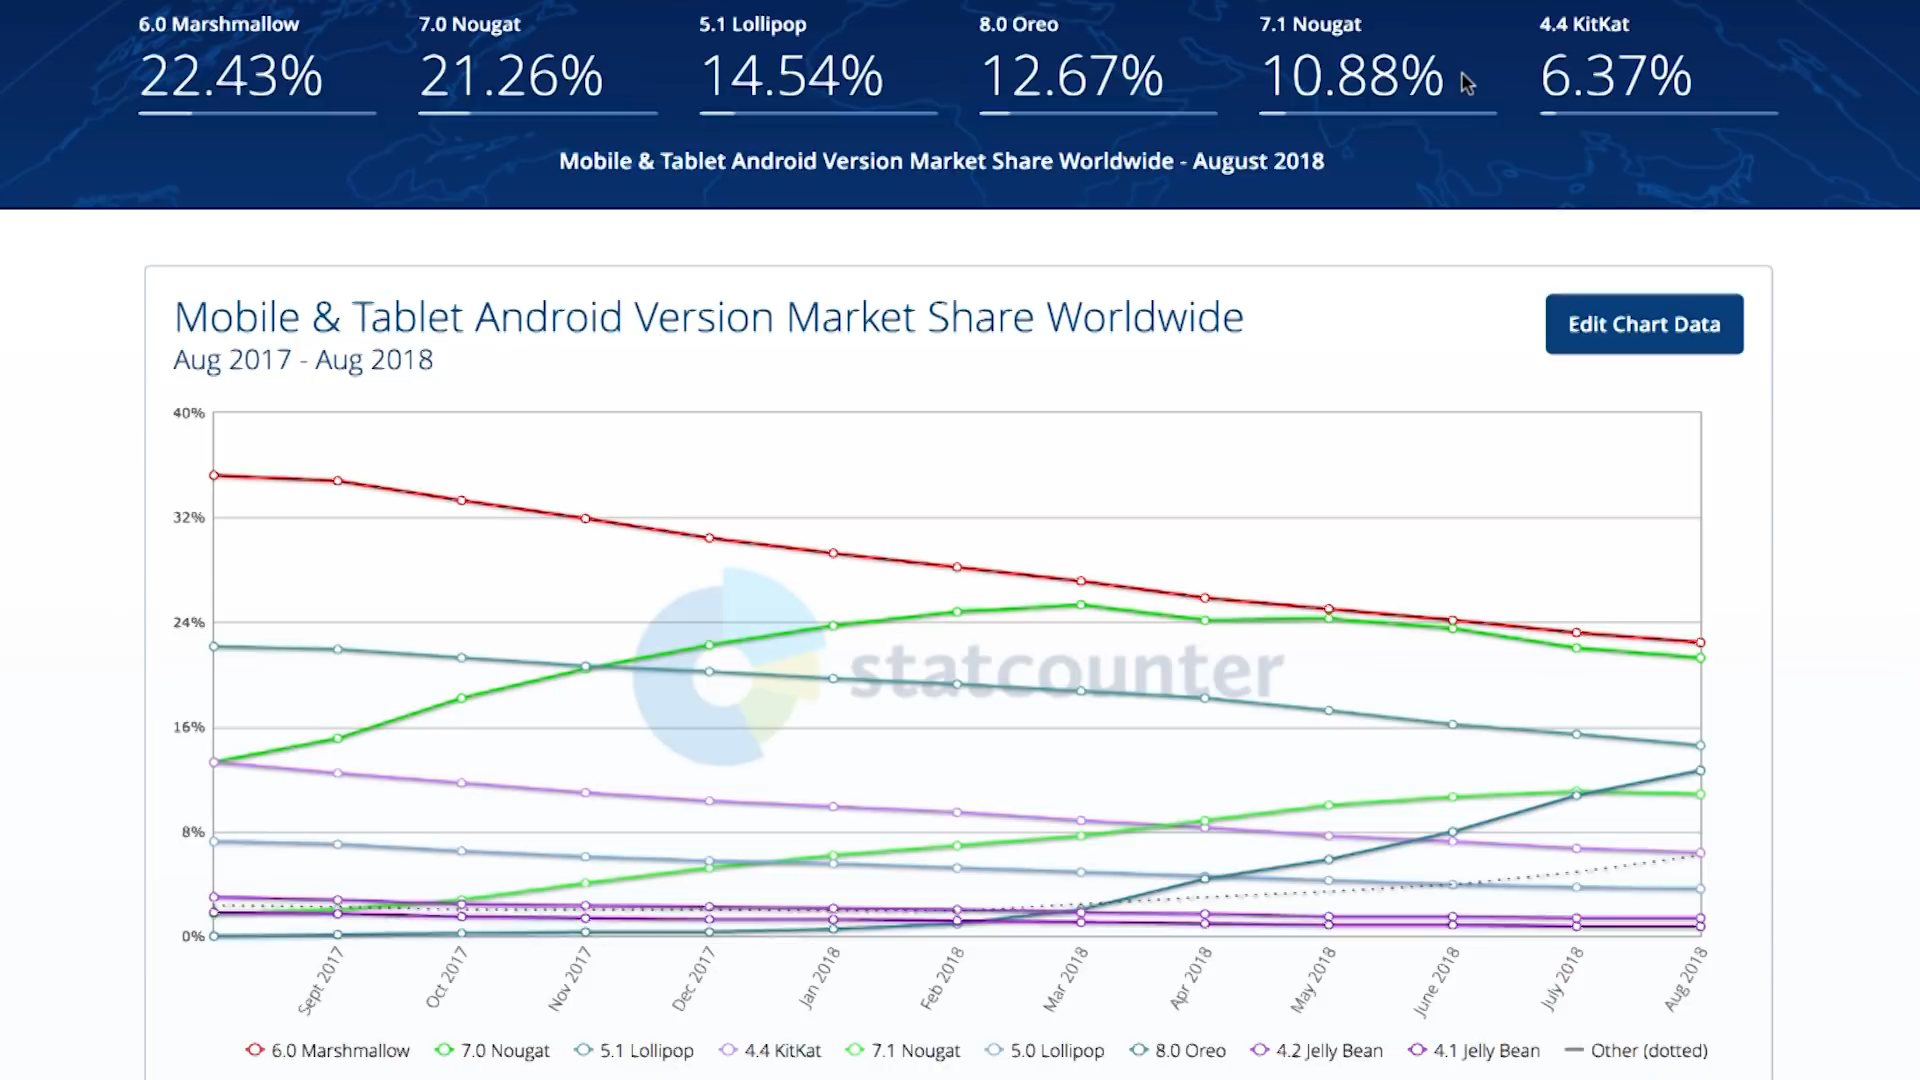 6.0 Marshmallow 7.0 Nougat 5.1 Lollipop 8.0 Oreo 7.1 Nougat 4.4 KitKat
22.43% 21.26% 14.54% 12.67% 10.88% 6.37%
Mobile & Tablet Android Version Market Share Worldwide - August 2018
Mobile & Tablet Android Version Market Share Worldwide
Edit Chart Data
Aug 2017 - Aug 2018
40%
32%
24%
statcounter
16%
8%
0%
Sept 2017 Oct 2017 Nov 2017 Dec 2017 Jan 2018 Feb 2018 Mar 2018 Apr 2018 May 2018 June 2018 July 2018 Aug 2018
6.0 Marshmallow 7.0 Nougat 5.1 Lollipop 4.4 KitKat 7.1 Nougat 5.0 Lollipop 8.0 Oreo 4.2 Jelly Bean 4.1 Jelly Bean Other (dotted)